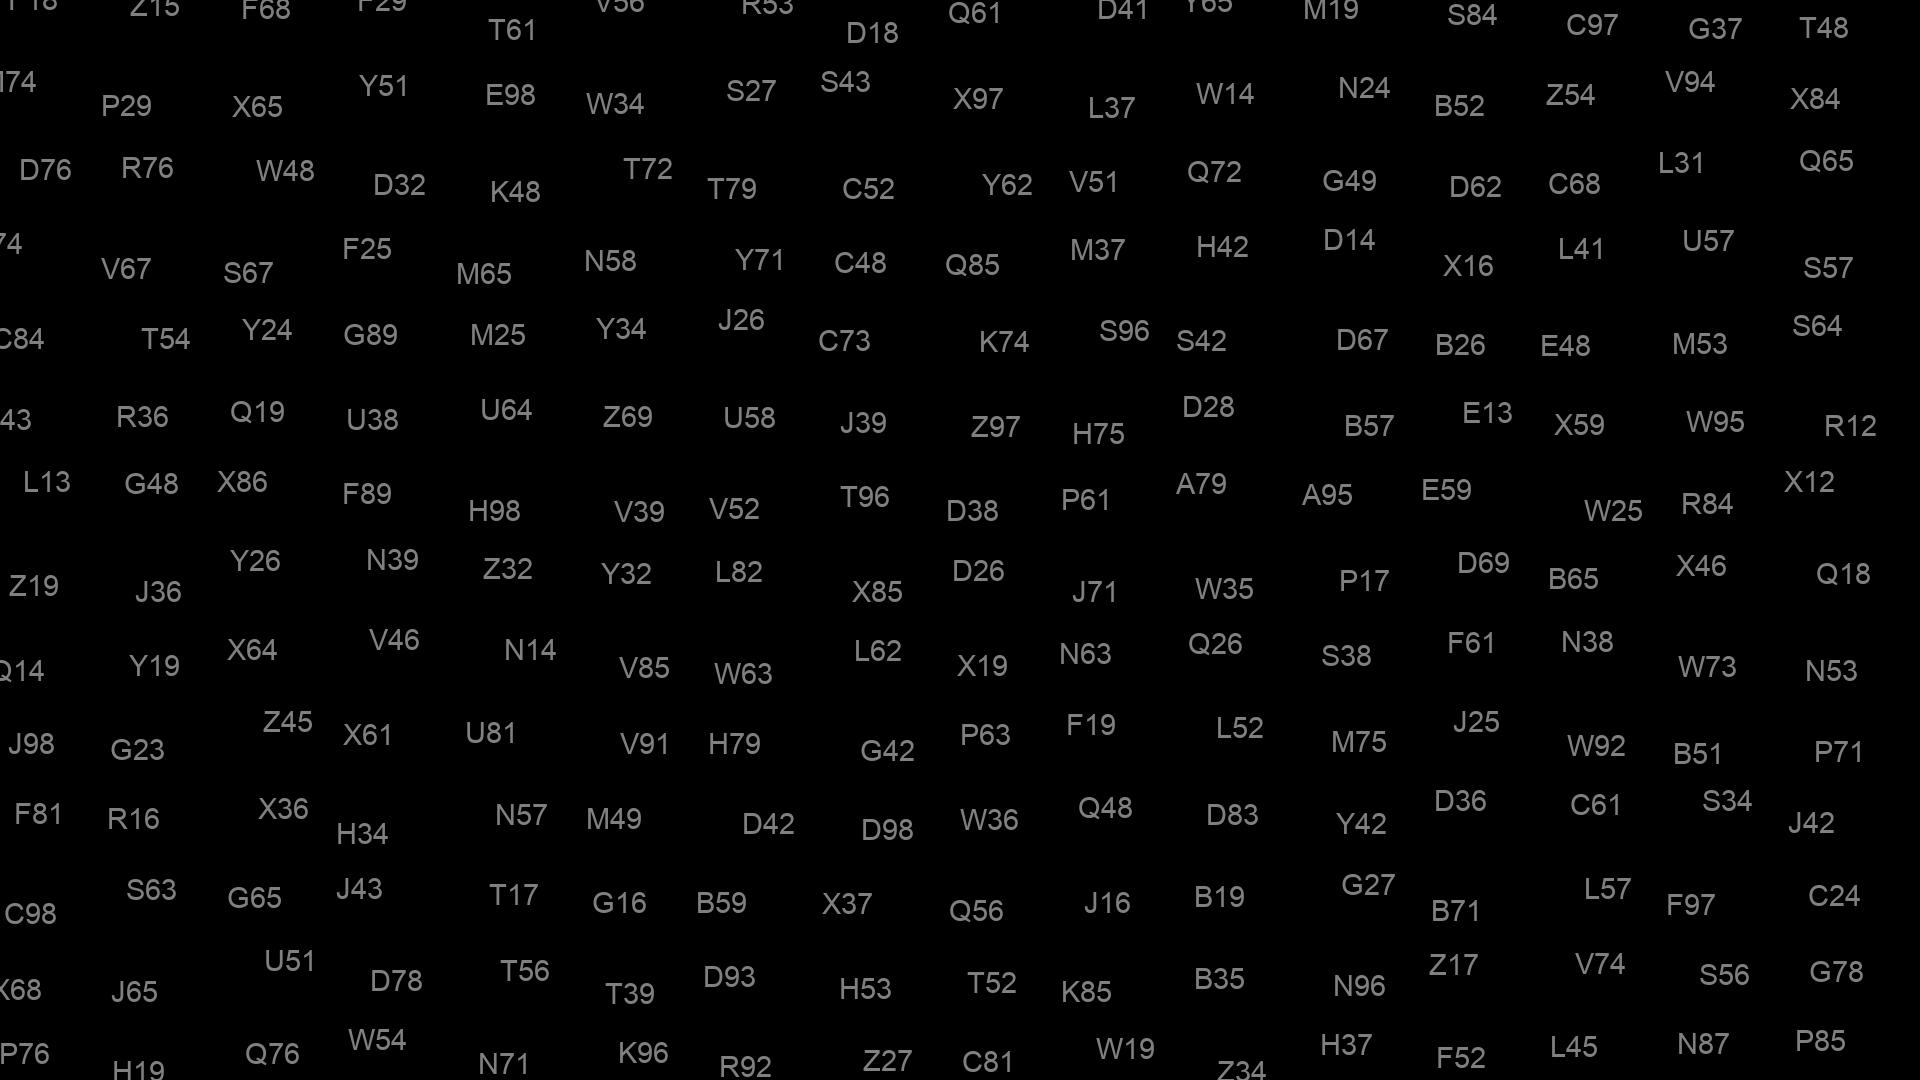 Z15 F68 F29 V56 R53 Q61 D41 Y65 M19 S84 C97 G37 T48
T61 D18
P29 X65 Y51 E98 W34 S27 S43 X97 L37 W14 N24 B52 Z54 V94 X84
D76 R76 W48 D32 K48 T72 T79 C52 Y62 V51 Q72 G49 D62 C68 L31 Q65
V67 S67 F25 M65 N58 Y71 C48 Q85 M37 H42 D14 X16 L41 U57 S57
C84 T54 Y24 G89 M25 Y34 J26 C73 K74 S96 S42 D67 B26 E48 M53 S64
43 R36 Q19 U38 U64 Z69 U58 J39 Z97 H75 D28 B57 E13 X59 W95 R12
L13 G48 X86 F89 H98 V39 V52 T96 D38 P61 A79 A95 E59 W25 R84 X12
Z19 J36 Y26 N39 Z32 Y32 L82 X85 D26 J71 W35 P17 D69 B65 X46 Q18
Q14 Y19 X64 V46 N14 V85 W63 L62 X19 N63 Q26 S38 F61 N38 W73 N53
J98 G23 Z45 X61 U81 V91 H79 G42 P63 F19 L52 M75 J25 W92 B51 P71
F81 R16 X36 H34 N57 M49 D42 D98 W36 Q48 D83 Y42 D36 C61 S34 J42
C98 S63 G65 J43 T17 G16 B59 X37 Q56 J16 B19 G27 B71 L57 F97 C24
X68 J65 U51 D78 T56 T39 D93 H53 T52 K85 B35 N96 Z17 V74 S56 G78
P76 H19 Q76 W54 N71 K96 R92 Z27 C81 W19 Z34 H37 F52 L45 N87 P85